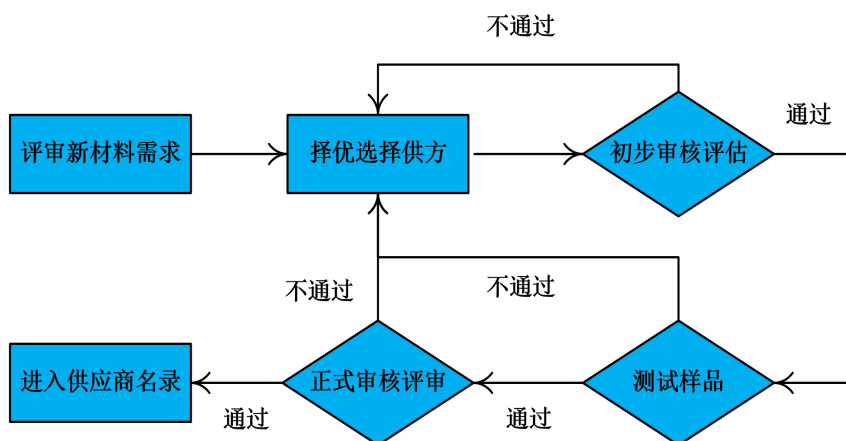 不通过
通过
评审新材料需求
择优选择供方
初步审核评估
不通过
不通过
进入供应商名录
正式审核评审
测试样品
通过
通过